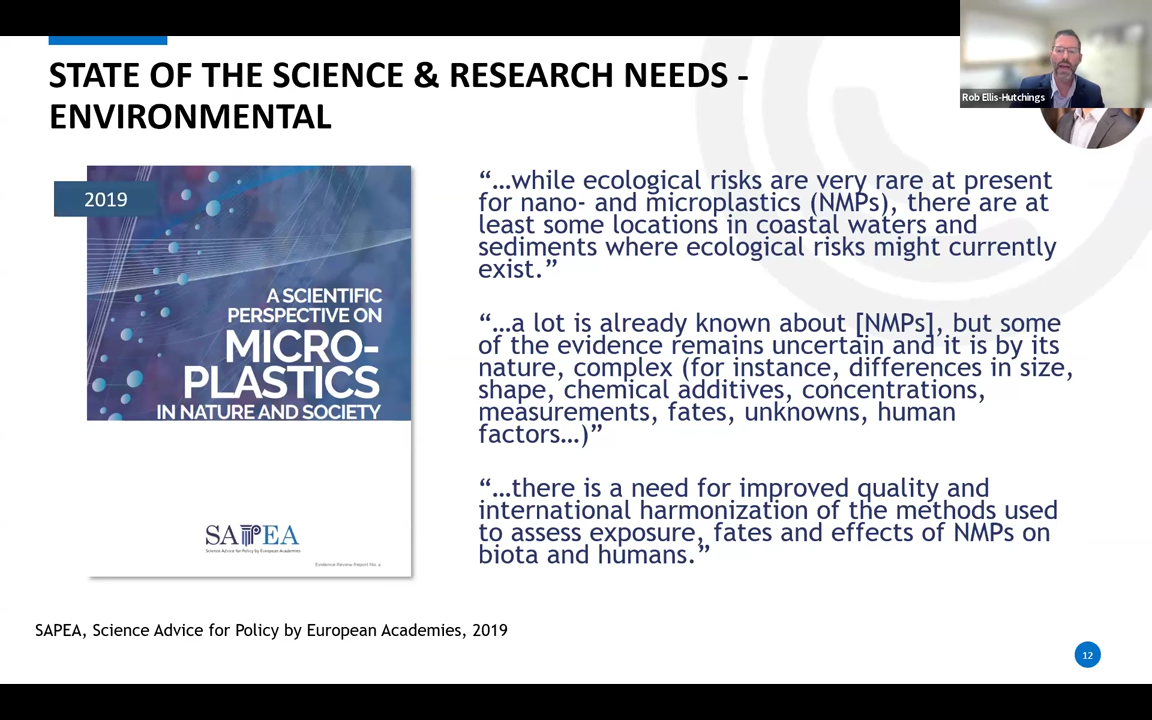 STATE OF THE SCIENCE & RESEARCH NEEDS -
ENVIRONMENTAL
Rob Ellis-Hutchings
2019
A SCIENTIFIC
PERSPECTIVE ON
MICRO-
PLASTICS
IN NATURE AND SOCIETY
SAPEA
Science Advice for Policy by European Academies
Evidence Review Report No. 4
“…while ecological risks are very rare at present
for nano- and microplastics (NMPs), there are at
least some locations in coastal waters and
sediments where ecological risks might currently
exist.”
“…a lot is already known about [NMPs], but some
of the evidence remains uncertain and it is by its
nature, complex (for instance, differences in size,
shape, chemical additives, concentrations,
measurements, fates, unknowns, human
factors…)”
“…there is a need for improved quality and
international harmonization of the methods used
to assess exposure, fates and effects of NMPs on
biota and humans.”
SAPEA, Science Advice for Policy by European Academies, 2019
12